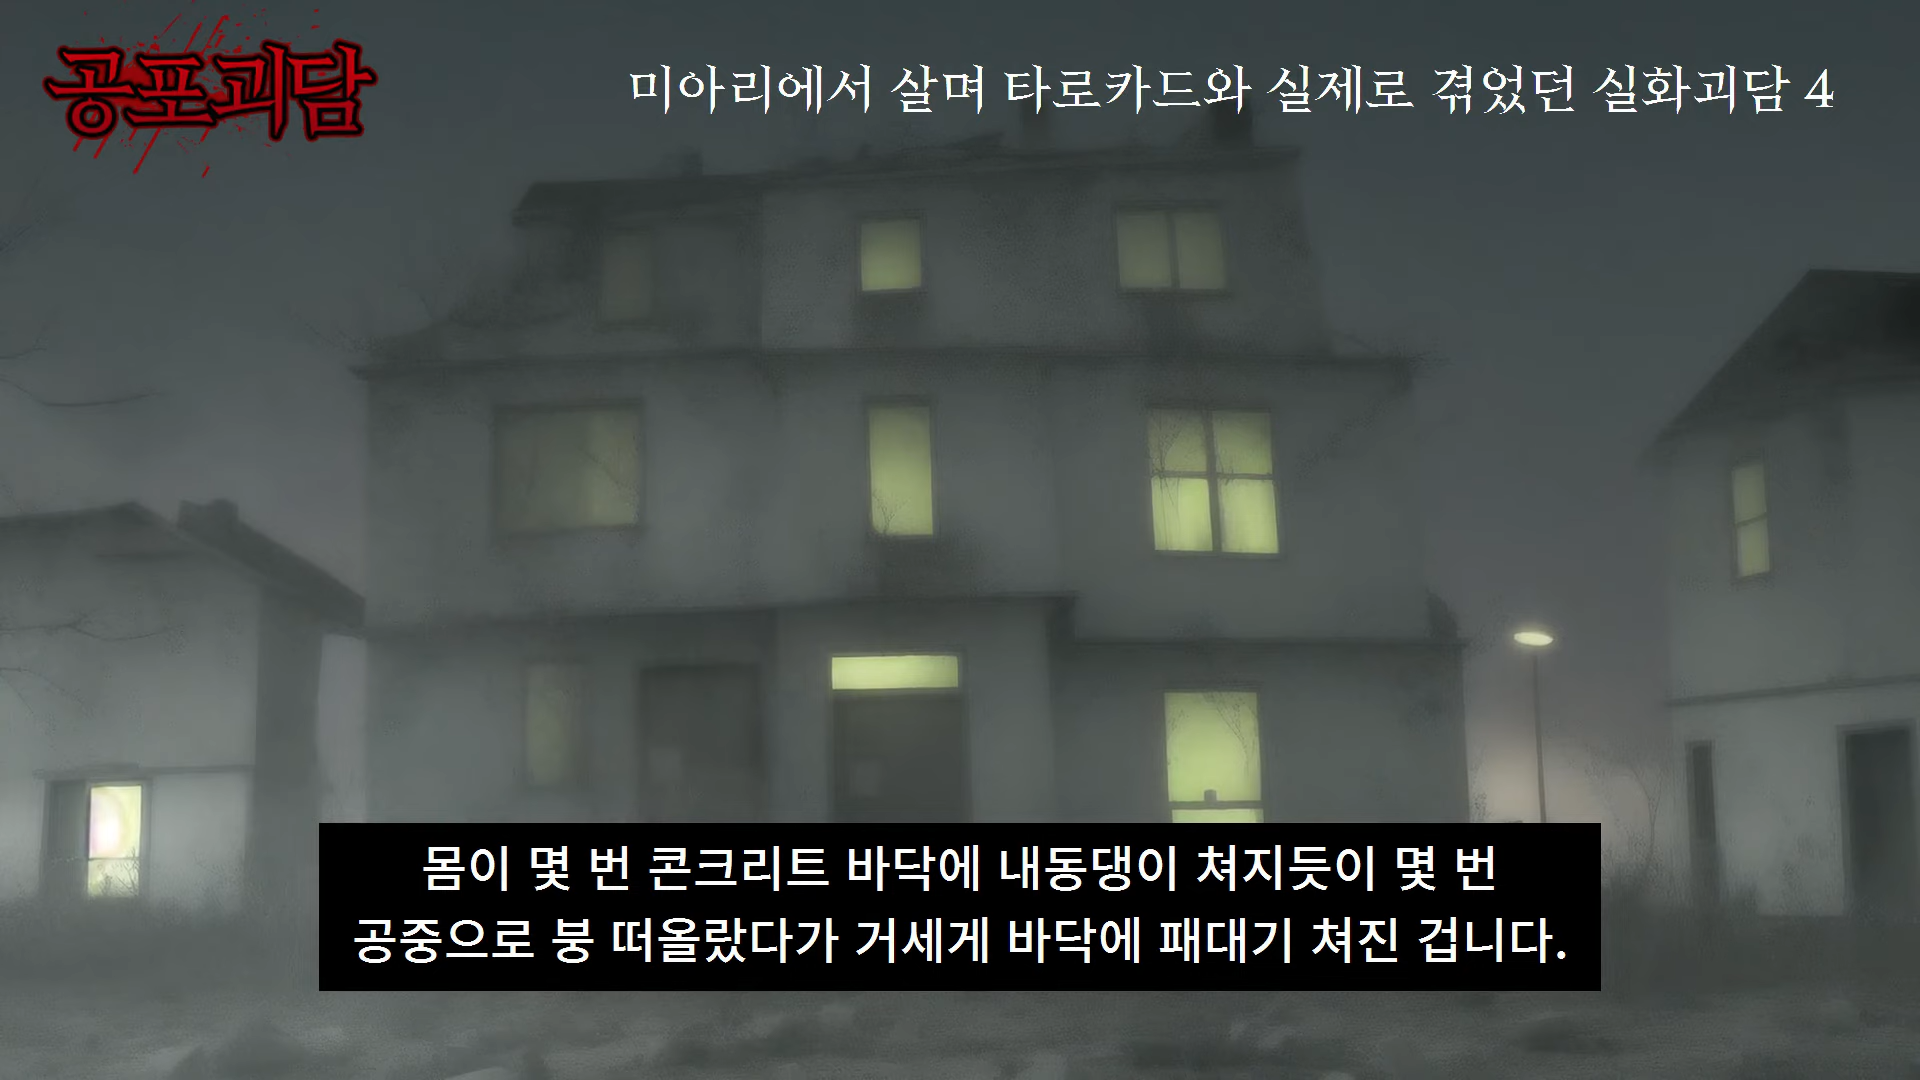 공포괴담
미아리에서 살며 타로카드와 실제로 겪었던 실화괴담 4
몸이 몇 번 콘크리트 바닥에 내동댕이 쳐지듯이 몇 번
공중으로 붕 떠올랐다가 거세게 바닥에 패대기 쳐진 겁니다.